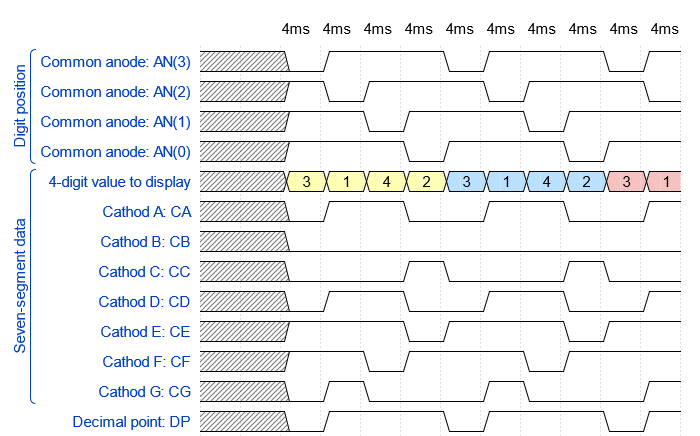 4ms 4ms 4ms 4ms 4ms 4ms 4ms 4ms 4ms 4ms
Digit position
Common anode: AN(3)
Common anode: AN(2)
Common anode: AN(1)
Common anode: AN(0)
Seven-segment data
4-digit value to display 3 1 4 2 3 1 4 2 3 1
Cathod A: CA
Cathod B: CB
Cathod C: CC
Cathod D: CD
Cathod E: CE
Cathod F: CF
Cathod G: CG
Decimal point: DP